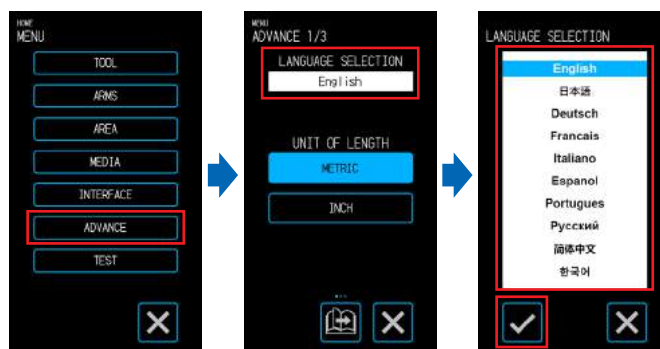 HOME
MENU
TOOL
ARMS
AREA
MEDIA
INTERFACE
ADVANCE
TEST
MENU
ADVANCE 1/3
LANGUAGE SELECTION
English
UNIT OF LENGTH
METRIC
INCH
LANGUAGE SELECTION
English
日本語
Deutsch
Francais
Italiano
Espanol
Portugues
Русский
简体中文
한국어